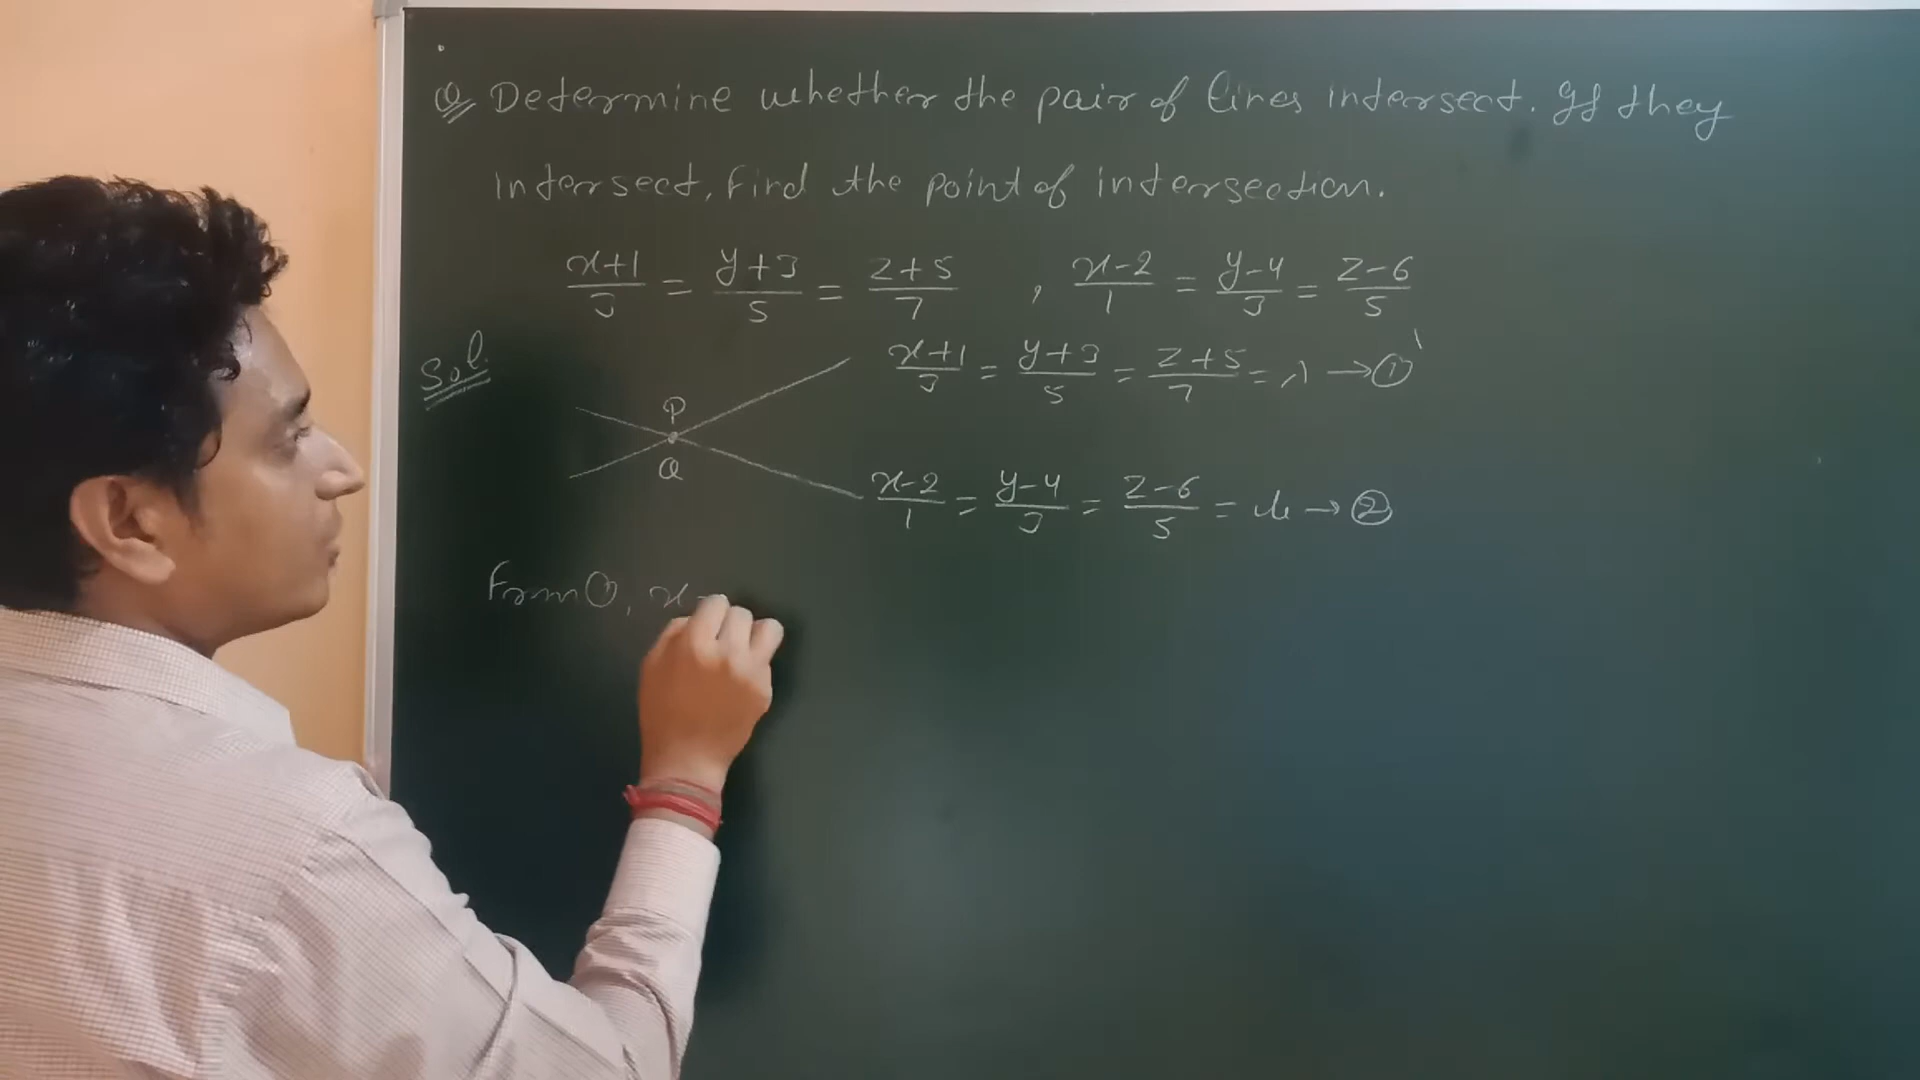 Q Determine whether the pair of lines intersect. If they
intersect, find the point of intersection.
x+1/3 = y+3/5 = z+5/7 , x-2/1 = y-4/3 = z-6/5
Sol.
x+1/3 = y+3/5 = z+5/7 = λ → ①
P
Q
x-2/1 = y-4/3 = z-6/5 = μ → ②
From ①, x